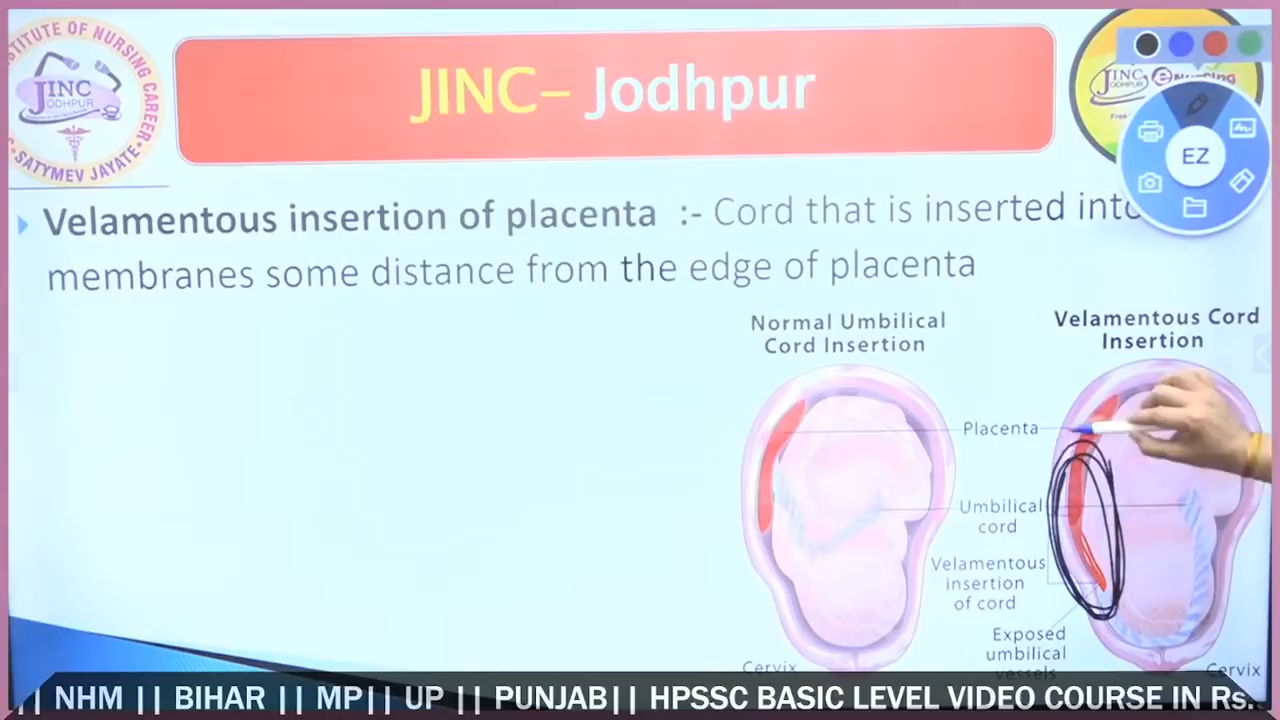 STITUTE OF NURSING CAREER
JINC
JODHPUR
SATYMEV JAYATE
JINC– Jodhpur
JINC
JODHPUR
EZ
Velamentous insertion of placenta :- Cord that is inserted into
membranes some distance from the edge of placenta
Normal Umbilical
Cord Insertion
Velamentous Cord
Insertion
Placenta
Umbilical
cord
Velamentous
insertion
of cord
Exposed
umbilical
vessels
Cervix
Cervix
|| NHM || BIHAR || MP|| UP || PUNJAB|| HPSSC BASIC LEVEL VIDEO COURSE IN Rs.